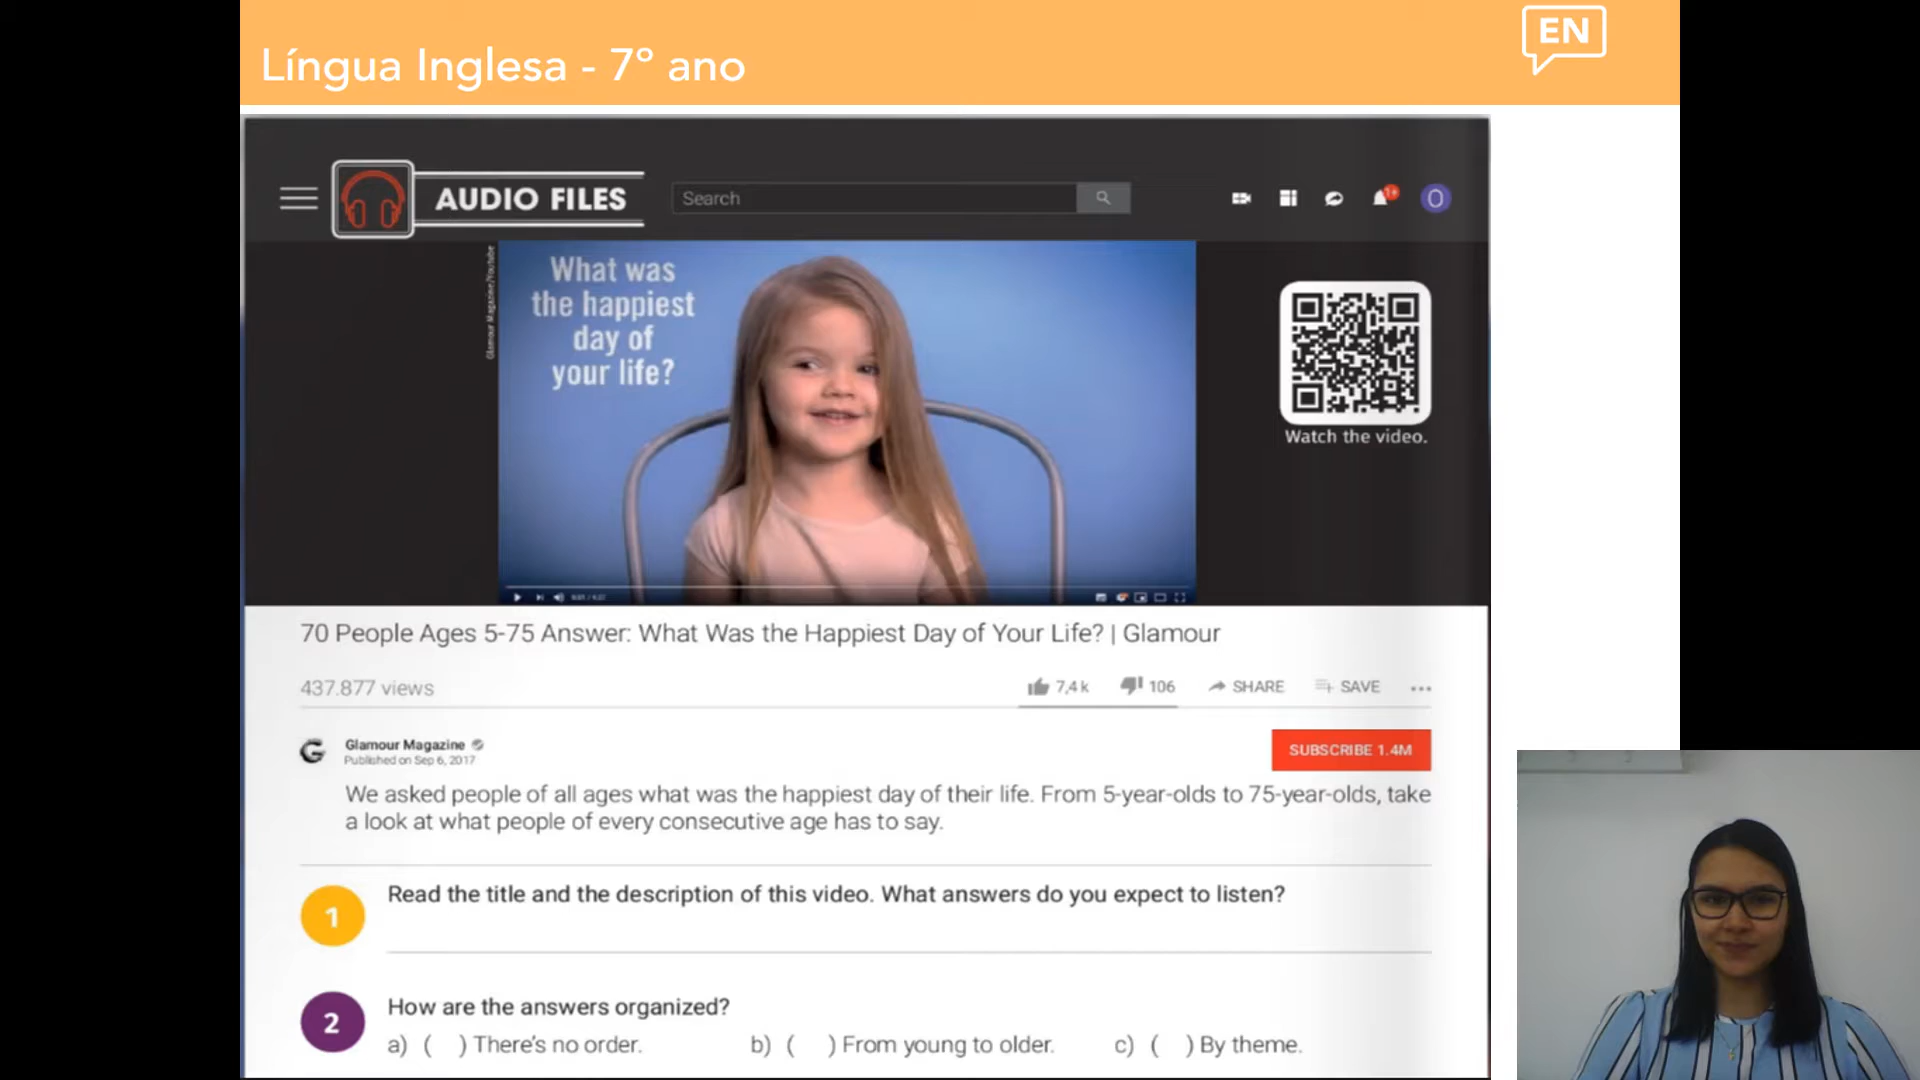 Língua Inglesa - 7º ano
EN
AUDIO FILES
Search
1+
O
Glamour Magazine/Youtube
What was
the happiest
day of
your life?
Watch the video.
70 People Ages 5-75 Answer: What Was the Happiest Day of Your Life? | Glamour
437.877 views
7,4 k
106
SHARE
SAVE
Glamour Magazine
Published on Sep 6, 2017
SUBSCRIBE 1.4M
We asked people of all ages what was the happiest day of their life. From 5-year-olds to 75-year-olds, take
a look at what people of every consecutive age has to say.
1 Read the title and the description of this video. What answers do you expect to listen?
2 How are the answers organized?
a) ( ) There's no order. b) ( ) From young to older. c) ( ) By theme.